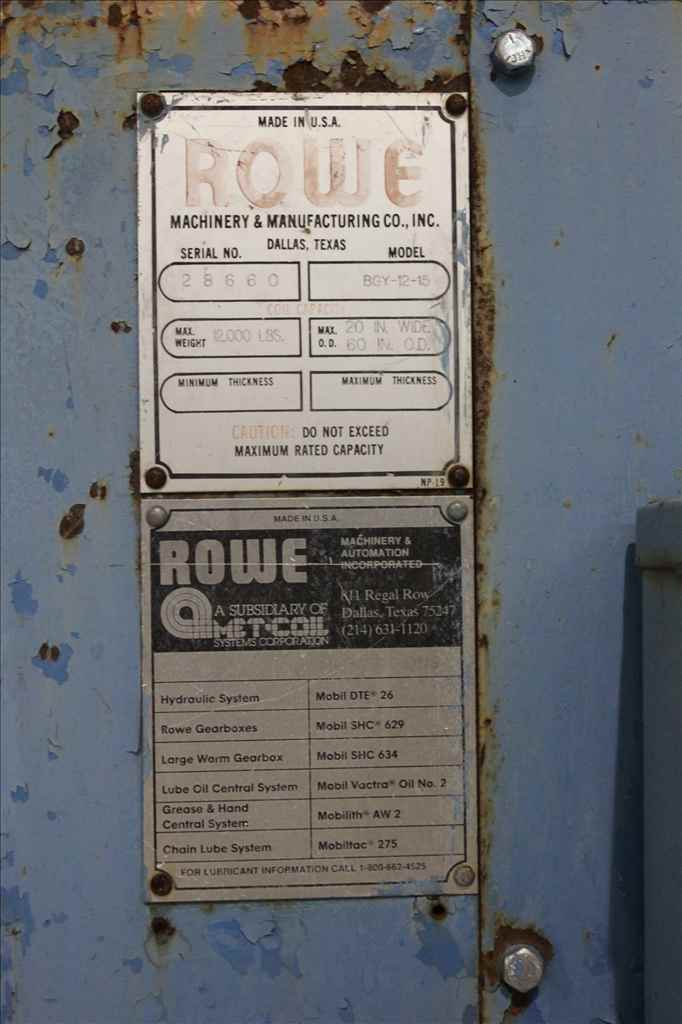 MADE IN U.S.A.
ROWE
MACHINERY & MANUFACTURING CO., INC.
DALLAS, TEXAS
SERIAL NO. MODEL
28660 BGY-12-15
COIL CAPACITY
MAX. WEIGHT 12,000 LBS. MAX. O.D. 20 IN. WIDE 60 IN. O.D.
MINIMUM THICKNESS MAXIMUM THICKNESS
CAUTION: DO NOT EXCEED
MAXIMUM RATED CAPACITY
NP-19
MADE IN U.S.A.
ROWE
MACHINERY &
AUTOMATION
INCORPORATED
A SUBSIDIARY OF
MET-COIL
SYSTEMS CORPORATION
611 Regal Row
Dallas, Texas 75247
(214) 631-1120
Hydraulic System Mobil DTE® 26
Rowe Gearboxes Mobil SHC® 629
Large Worm Gearbox Mobil SHC 634
Lube Oil Central System Mobil Vactra® Oil No. 2
Grease & Hand
Central System Mobilith® AW 2
Chain Lube System Mobiltac® 275
FOR LUBRICANT INFORMATION CALL 1-800-662-4525